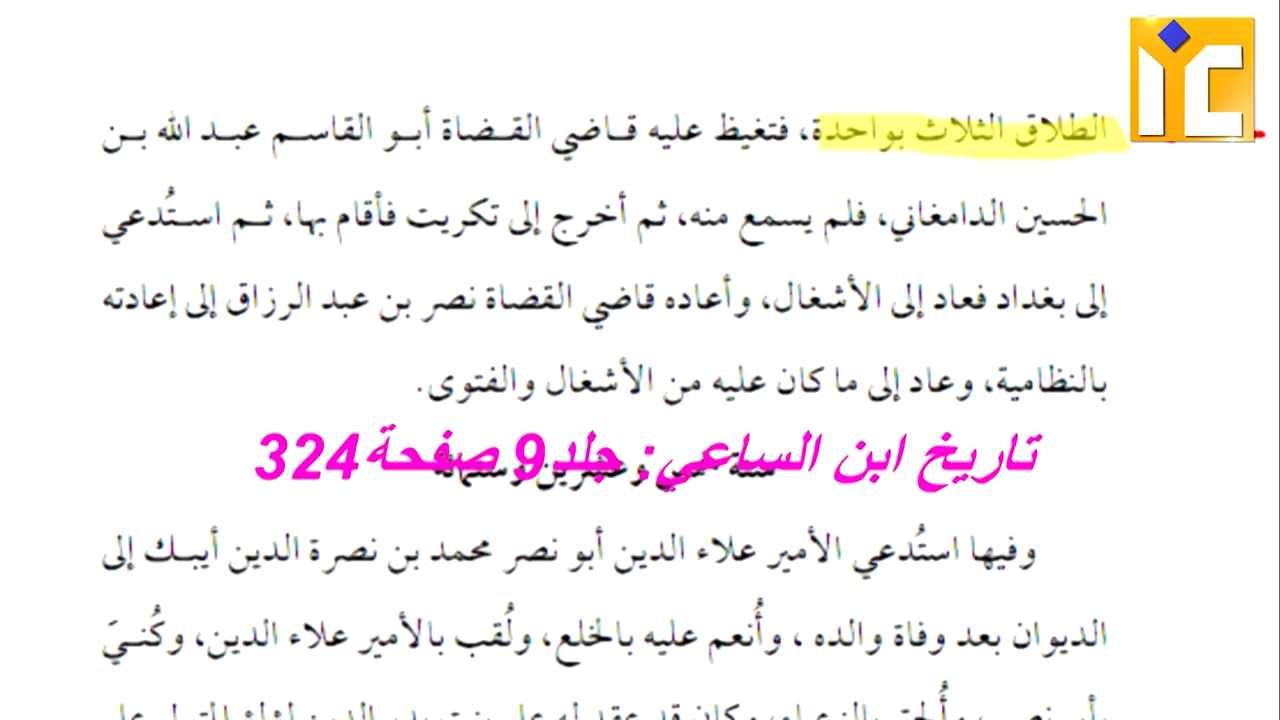 الطلاق الثلاث بواحدة، فتغيظ عليه قاضي القضاة أبو القاسم عبد الله بن
الحسين الدامغاني، فلم يسمع منه، ثم أخرج إلى تكريت فأقام بها، ثم استُدعي
إلى بغداد فعاد إلى الأشغال، وأعاده قاضي القضاة نصر بن عبد الرزاق إلى إعادته
بالنظامية، وعاد إلى ما كان عليه من الأشغال والفتوى.
تاريخ ابن الساعي: جلد 9 صفحة 324
سنة وعشرين وستمائة
وفيها استُدعي الأمير علاء الدين أبو نصر محمد بن نصرة الدين أيبك إلى
الديوان بعد وفاة والده ، وأُنعم عليه بالخلع، ولُقب بالأمير علاء الدين، وكُنيَ